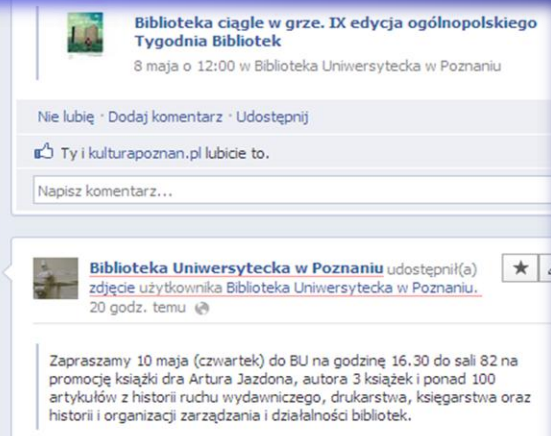 Biblioteka ciągle w grze. IX edycja ogólnopolskiego
Tygodnia Bibliotek
8 maja o 12:00 w Biblioteka Uniwersytecka w Poznaniu
Nie lubię · Dodaj komentarz · Udostępnij
Ty i kulturapoznan.pl lubicie to.
Napisz komentarz...
Biblioteka Uniwersytecka w Poznaniu udostępnił(a)
zdjęcie użytkownika Biblioteka Uniwersytecka w Poznaniu.
20 godz. temu
Zapraszamy 10 maja (czwartek) do BU na godzinę 16.30 do sali 82 na
promocję książki dra Artura Jazdona, autora 3 książek i ponad 100
artykułów z historii ruchu wydawniczego, drukarstwa, księgarstwa oraz
historii i organizacji zarządzania i działalności bibliotek.